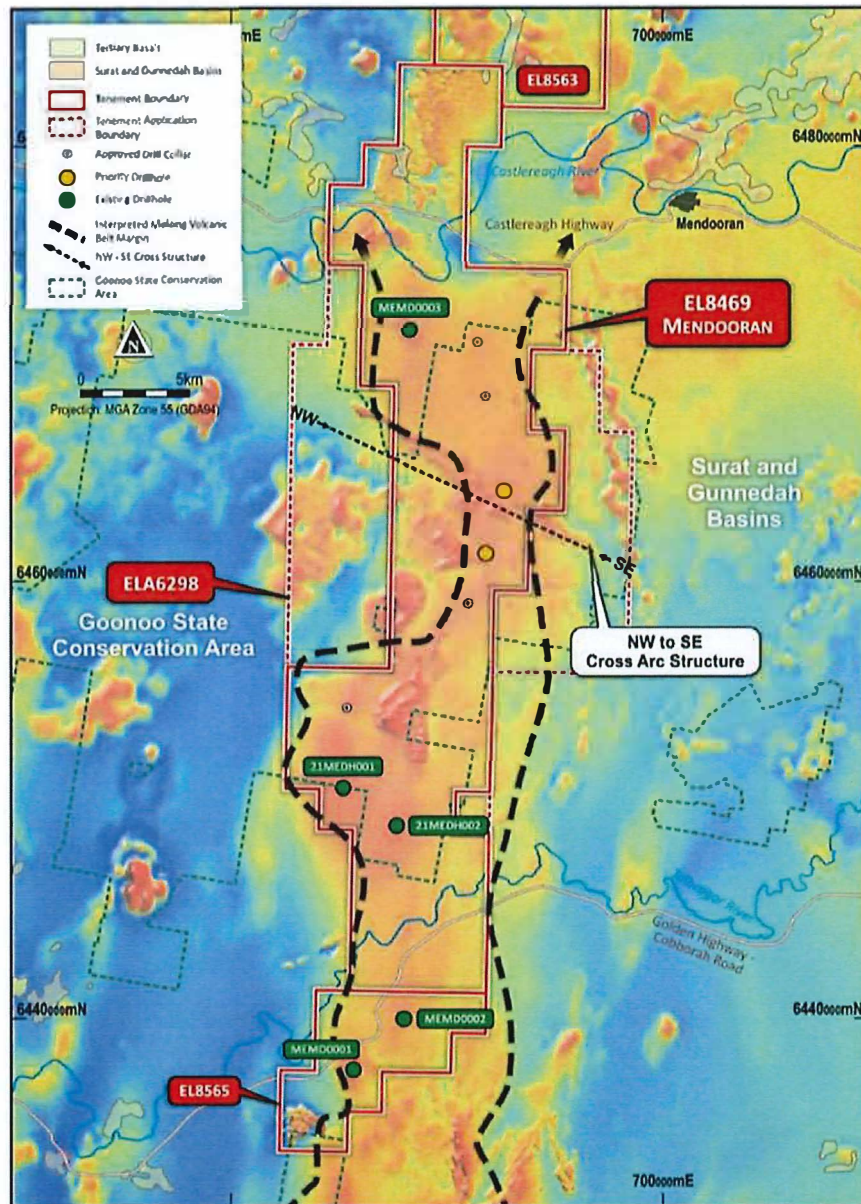 Tertiary Basa't
Surat and Gunnedah Basins
Tenement Boundary
Tenement Application
Boundary
Approved Drill Collar
Priority Drillhole
Existing Drillhole
Interpreted Molong Volcanic
Belt Margin
NW - SE Cross Structure
Goonoo State Conservation
Area
mE
700000mE
EL8563
6480000mN
Castlereagh River
Castlereagh Highway
Mendooran
MEMD0003
EL8469
MENDOORAN
N
0 5km
Projection: MGA Zone 55 (GDA94)
NW
Surat and
Gunnedah
Basins
SE
ELA6298
6460000mN
Goonoo State
Conservation Area
NW to SE
Cross Arc Structure
21MEDH001
21MEDH002
River
Golden Highway -
Cobborah Road
6440000mN
6440000mN
MEMD0002
MEMD0001
EL8565
700000mE